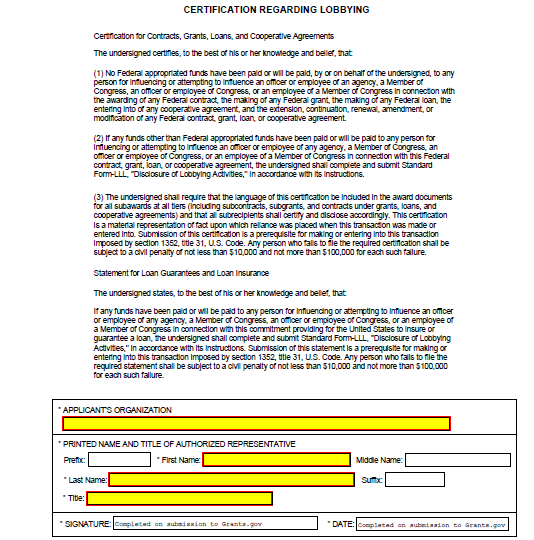 CERTIFICATION REGARDING LOBBYING
Certification for Contracts, Grants, Loans, and Cooperative Agreements
The undersigned certifies, to the best of his or her knowledge and belief, that:
(1) No Federal appropriated funds have been paid or will be paid, by or on behalf of the undersigned, to any
person for influencing or attempting to influence an officer or employee of an agency, a Member of
Congress, an officer or employee of Congress, or an employee of a Member of Congress in connection with
the awarding of any Federal contract, the making of any Federal grant, the making of any Federal loan, the
entering into of any cooperative agreement, and the extension, continuation, renewal, amendment, or
modification of any Federal contract, grant, loan, or cooperative agreement.
(2) If any funds other than Federal appropriated funds have been paid or will be paid to any person for
influencing or attempting to influence an officer or employee of any agency, a Member of Congress, an
officer or employee of Congress, or an employee of a Member of Congress in connection with this Federal
contract, grant, loan, or cooperative agreement, the undersigned shall complete and submit Standard
Form-LLL, "Disclosure of Lobbying Activities," in accordance with its instructions.
(3) The undersigned shall require that the language of this certification be included in the award documents
for all subawards at all tiers (including subcontracts, subgrants, and contracts under grants, loans, and
cooperative agreements) and that all subrecipients shall certify and disclose accordingly. This certification
is a material representation of fact upon which reliance was placed when this transaction was made or
entered into. Submission of this certification is a prerequisite for making or entering into this transaction
imposed by section 1352, title 31, U.S. Code. Any person who fails to file the required certification shall be
subject to a civil penalty of not less than $10,000 and not more than $100,000 for each such failure.
Statement for Loan Guarantees and Loan Insurance
The undersigned states, to the best of his or her knowledge and belief, that:
If any funds have been paid or will be paid to any person for influencing or attempting to influence an officer
or employee of any agency, a Member of Congress, an officer or employee of Congress, or an employee of
a Member of Congress in connection with this commitment providing for the United States to insure or
guarantee a loan, the undersigned shall complete and submit Standard Form-LLL, "Disclosure of Lobbying
Activities," in accordance with its instructions. Submission of this statement is a prerequisite for making or
entering into this transaction imposed by section 1352, title 31, U.S. Code. Any person who fails to file the
required statement shall be subject to a civil penalty of not less than $10,000 and not more than $100,000
for each such failure.
* APPLICANT'S ORGANIZATION
* PRINTED NAME AND TITLE OF AUTHORIZED REPRESENTATIVE
Prefix: * First Name: Middle Name:
* Last Name: Suffix:
* Title:
* SIGNATURE: Completed on submission to Grants.gov * DATE: Completed on submission to Grants.gov